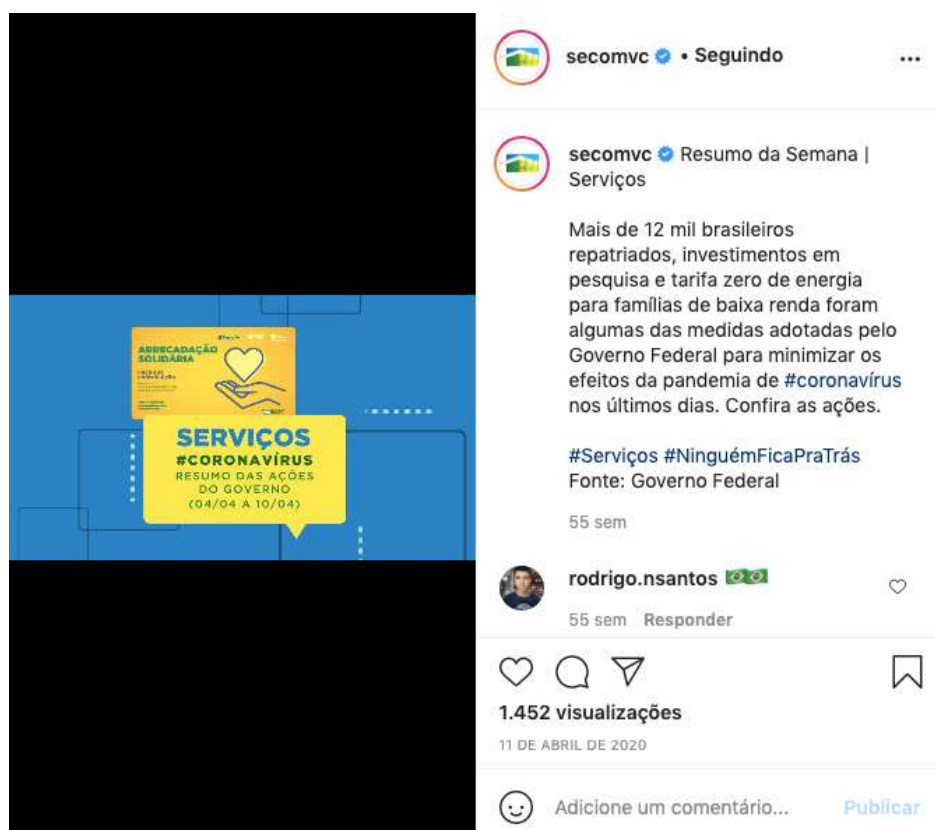 secomvc • Seguindo
secomvc Resumo da Semana |
Serviços
Mais de 12 mil brasileiros
repatriados, investimentos em
pesquisa e tarifa zero de energia
para famílias de baixa renda foram
algumas das medidas adotadas pelo
Governo Federal para minimizar os
efeitos da pandemia de #coronavírus
nos últimos dias. Confira as ações.
#Serviços #NinguémFicaPraTrás
Fonte: Governo Federal
55 sem
rodrigo.nsantos
55 sem Responder
1.452 visualizações
11 DE ABRIL DE 2020
Adicione um comentário... Publicar
ARRECADAÇÃO
SOLIDÁRIA
SERVIÇOS
#CORONAVÍRUS
RESUMO DAS AÇÕES
DO GOVERNO
(04/04 A 10/04)